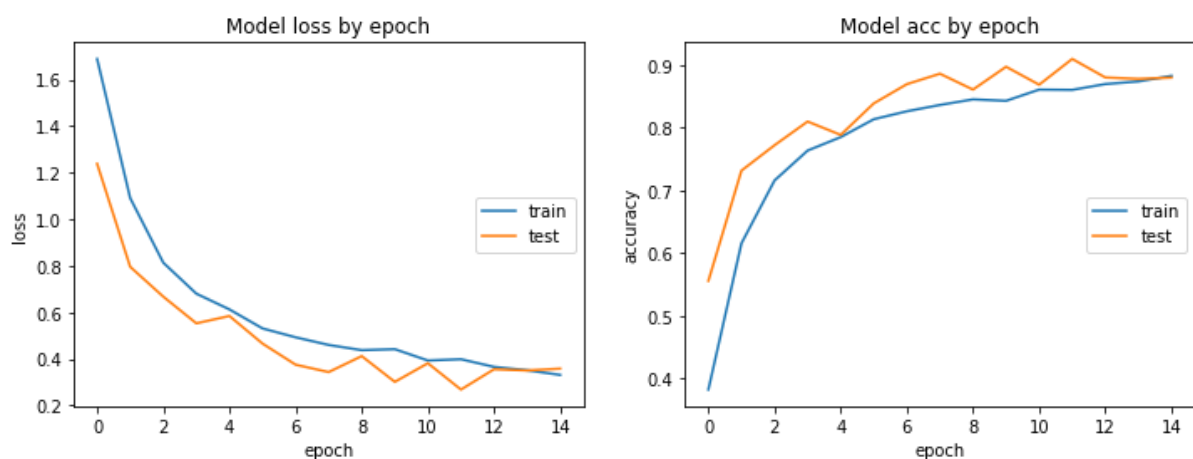 Model loss by epoch
1.6
1.4
1.2
1.0
0.8
0.6
0.4
0.2
loss
train
test
0 2 4 6 8 10 12 14
epoch
Model acc by epoch
0.9
0.8
0.7
0.6
0.5
0.4
accuracy
train
test
0 2 4 6 8 10 12 14
epoch